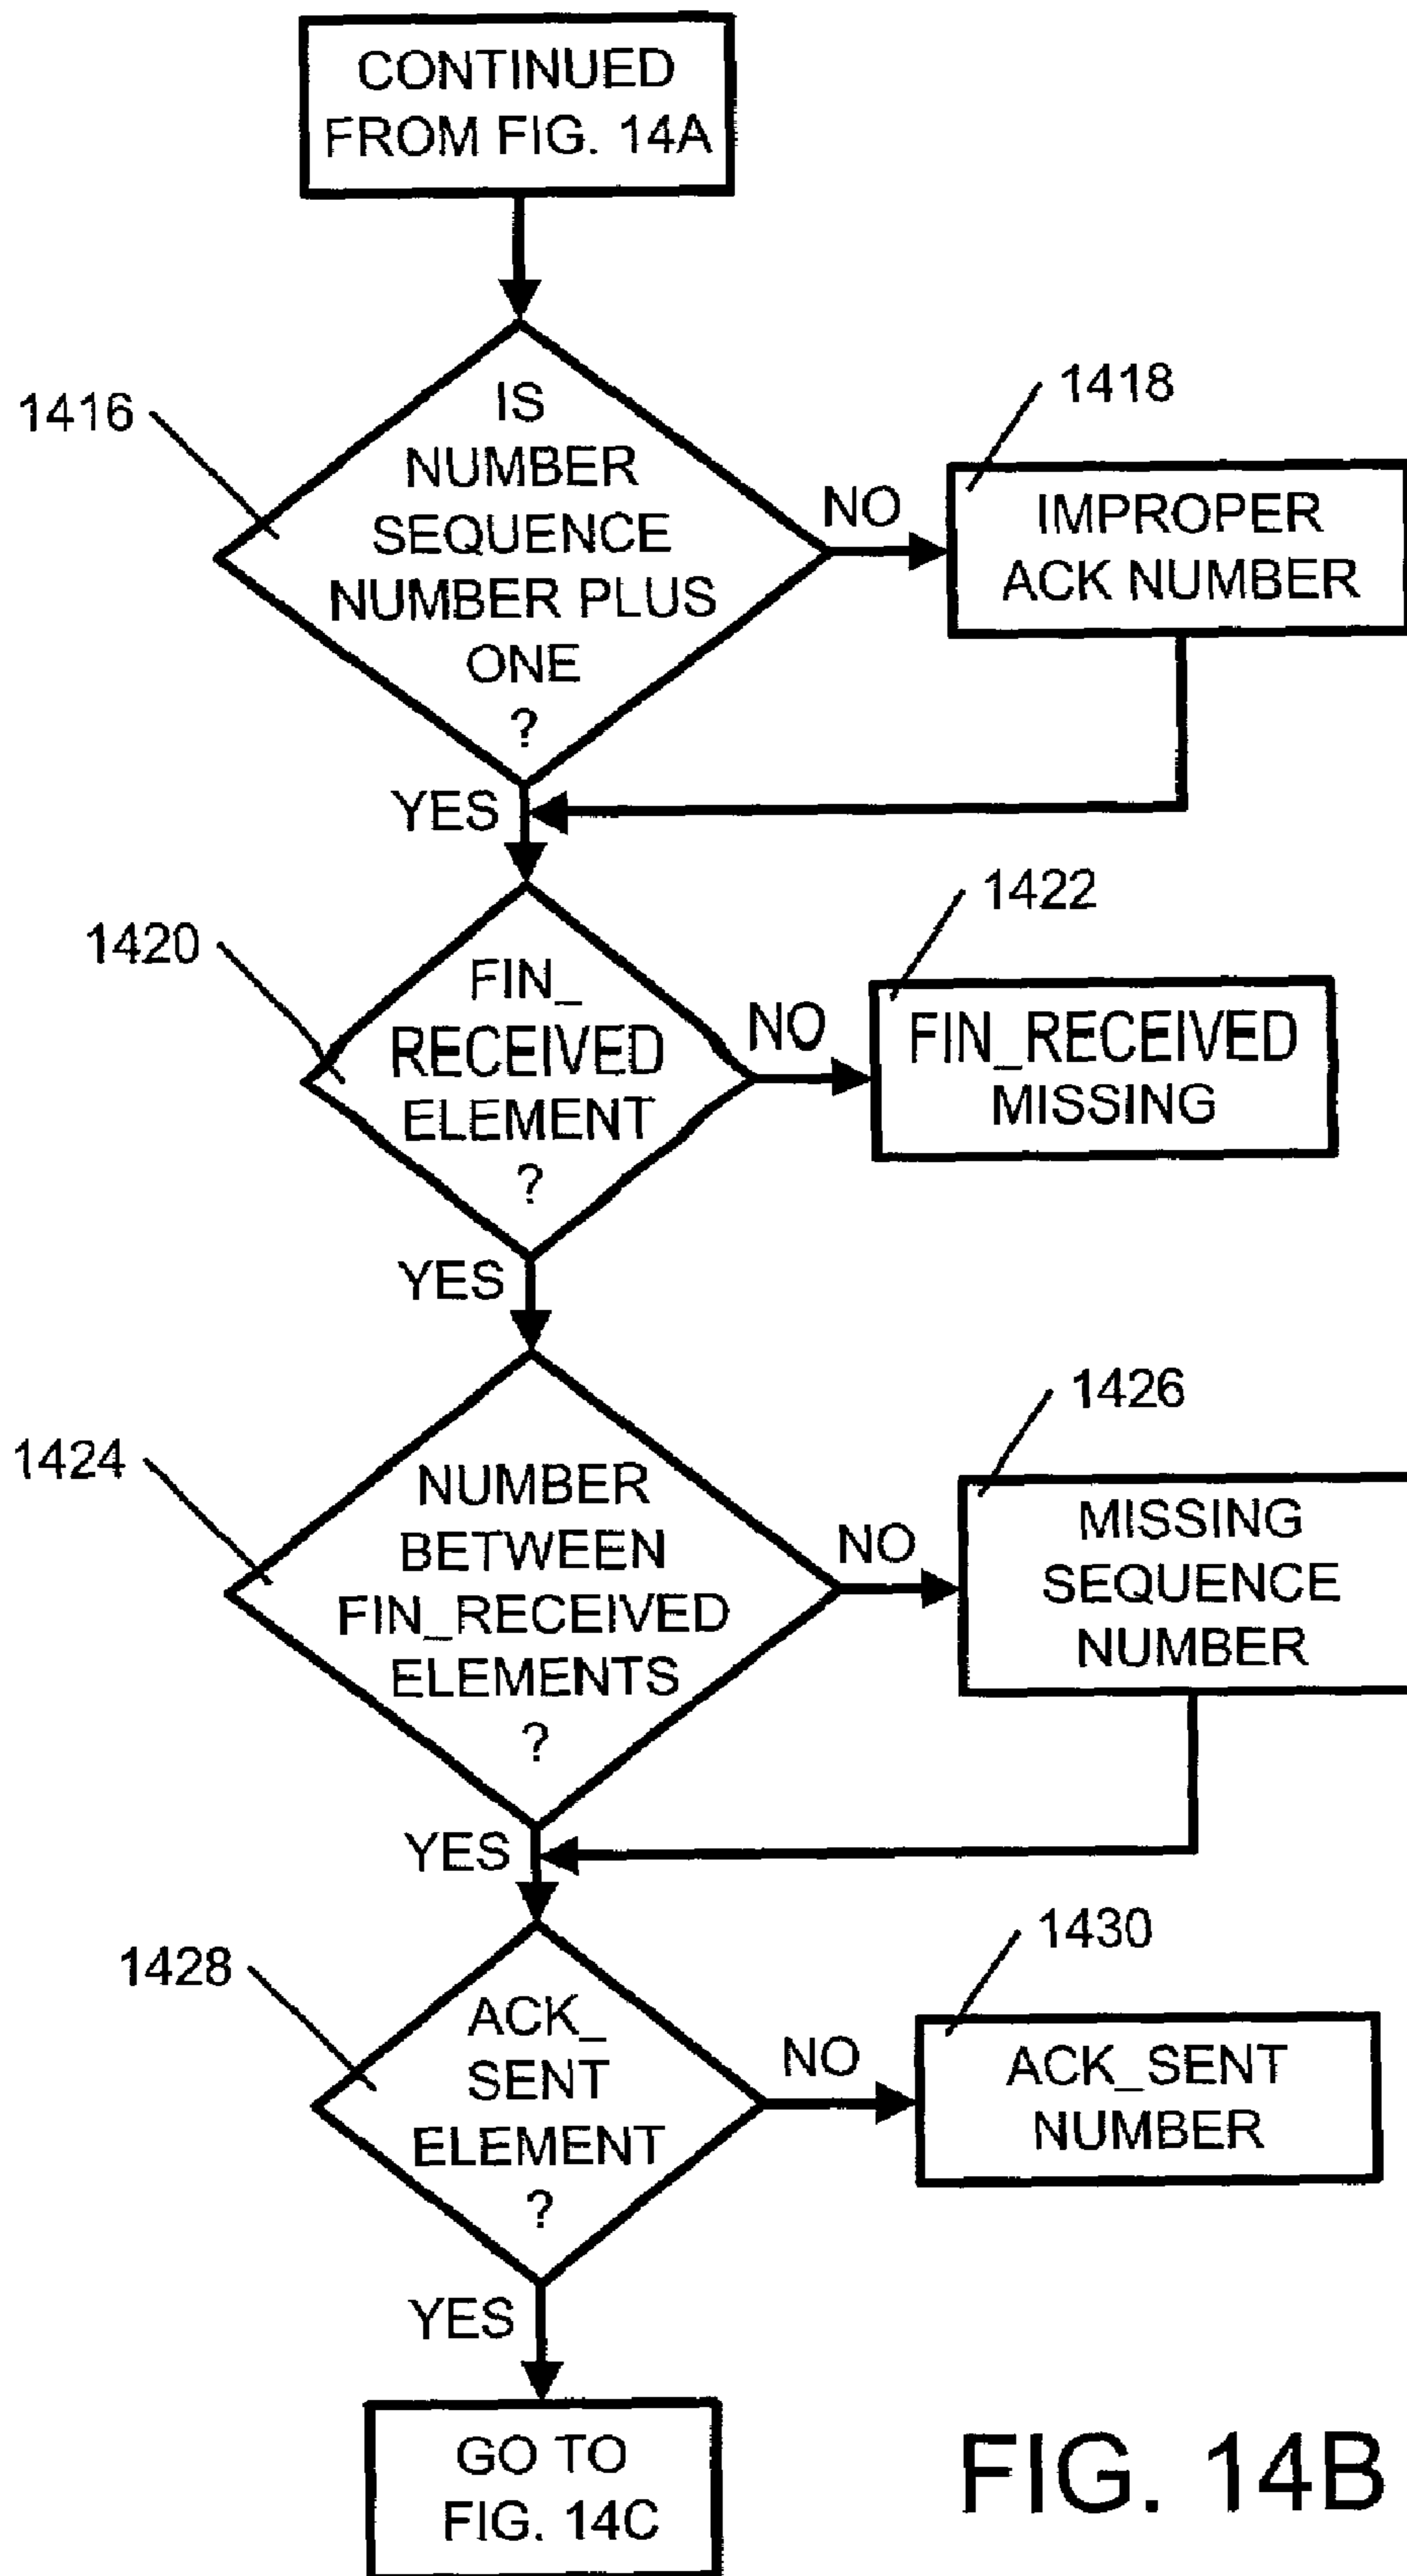 CONTINUED
FROM FIG. 14A
1416
IS
NUMBER
SEQUENCE
NUMBER PLUS
ONE
?
NO
1418
IMPROPER
ACK NUMBER
YES
1420
FIN_
RECEIVED
ELEMENT
?
NO
1422
FIN_RECEIVED
MISSING
YES
1424
NUMBER
BETWEEN
FIN_RECEIVED
ELEMENTS
?
NO
1426
MISSING
SEQUENCE
NUMBER
YES
1428
ACK_
SENT
ELEMENT
?
NO
1430
ACK_SENT
NUMBER
YES
GO TO
FIG. 14C
FIG. 14B